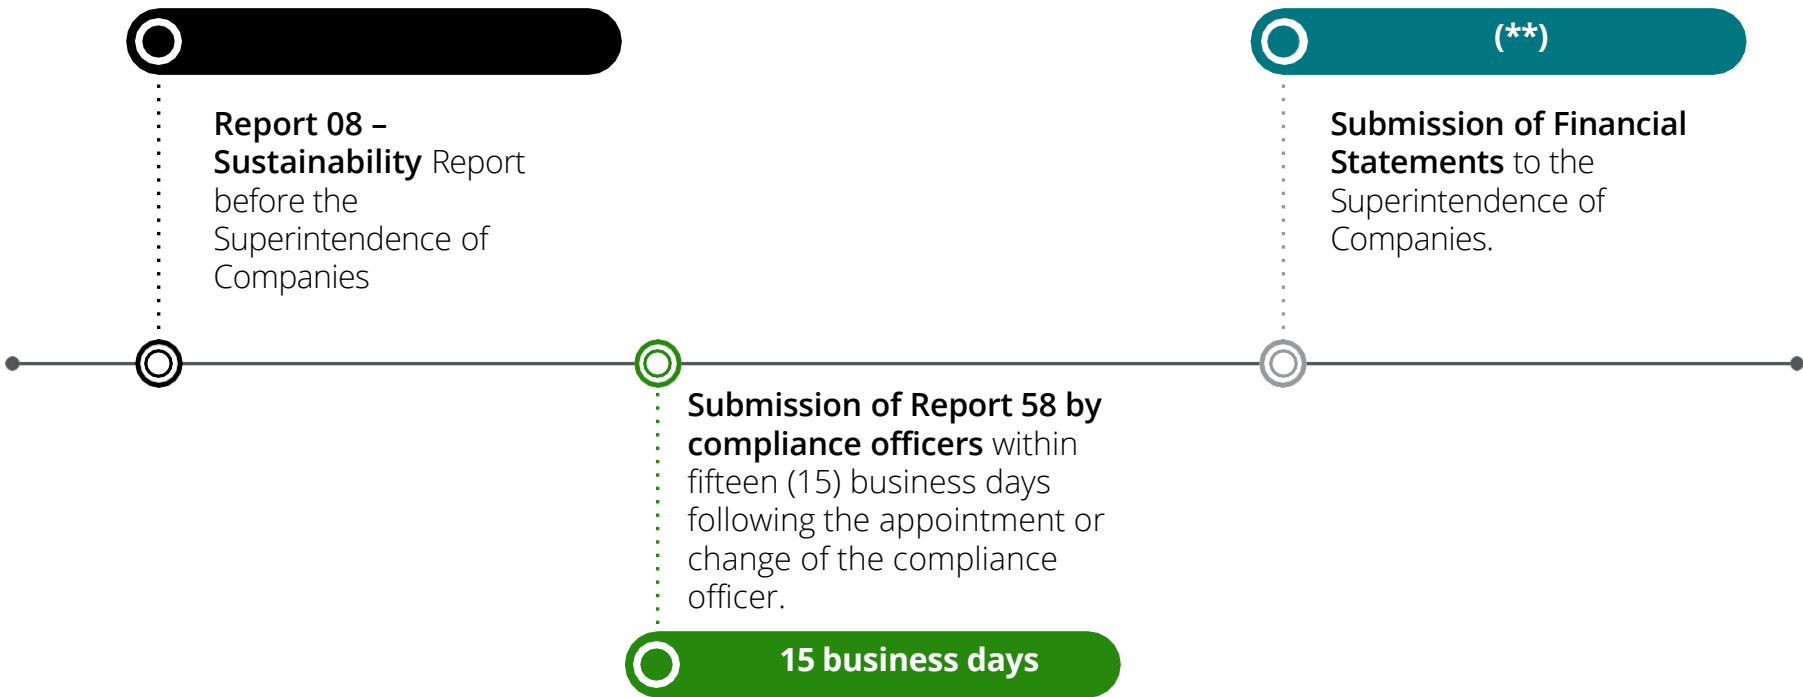 Report 08 –
Sustainability Report
before the
Superintendence of
Companies
Submission of Report 58 by
compliance officers within
fifteen (15) business days
following the appointment or
change of the compliance
officer.
15 business days
(**)
Submission of Financial
Statements to the
Superintendence of
Companies.